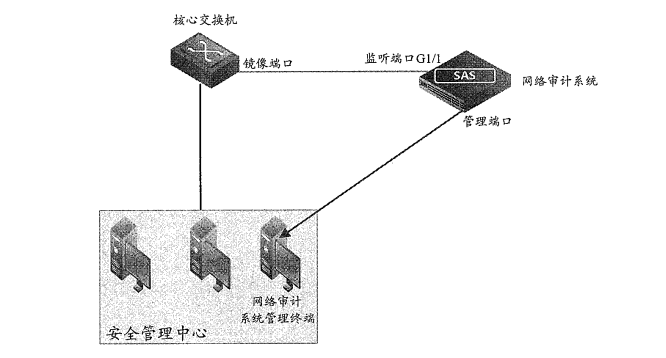 核心交换机
镜像端口
监听端口G1/1
SAS
网络审计系统
管理端口
网络审计
系统管理终端
安全管理中心